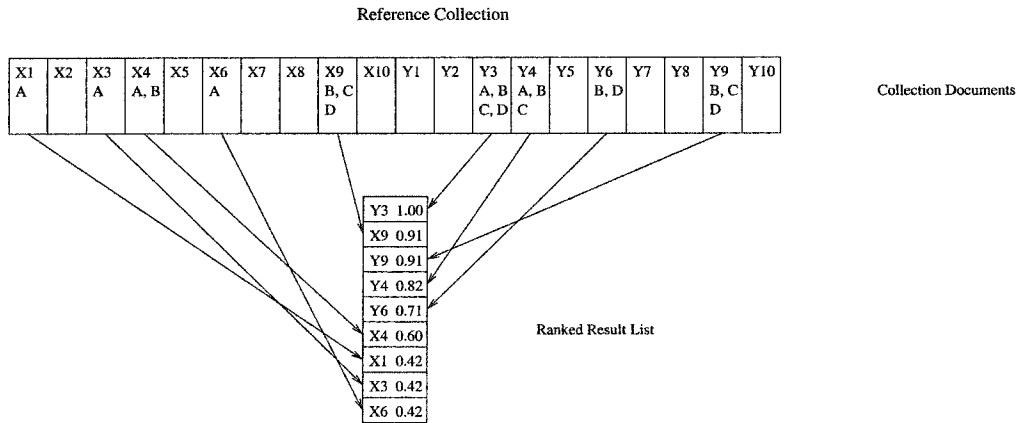 Reference Collection
X1 X2 X3 X4 X5 X6 X7 X8 X9 X10 Y1 Y2 Y3 Y4 Y5 Y6 Y7 Y8 Y9 Y10
A A A, B A B, C A, B A, B B, D B, C
D C, D C D
Collection Documents
Y3 1.00
X9 0.91
Y9 0.91
Y4 0.82
Y6 0.71
X4 0.60
X1 0.42
X3 0.42
X6 0.42
Ranked Result List